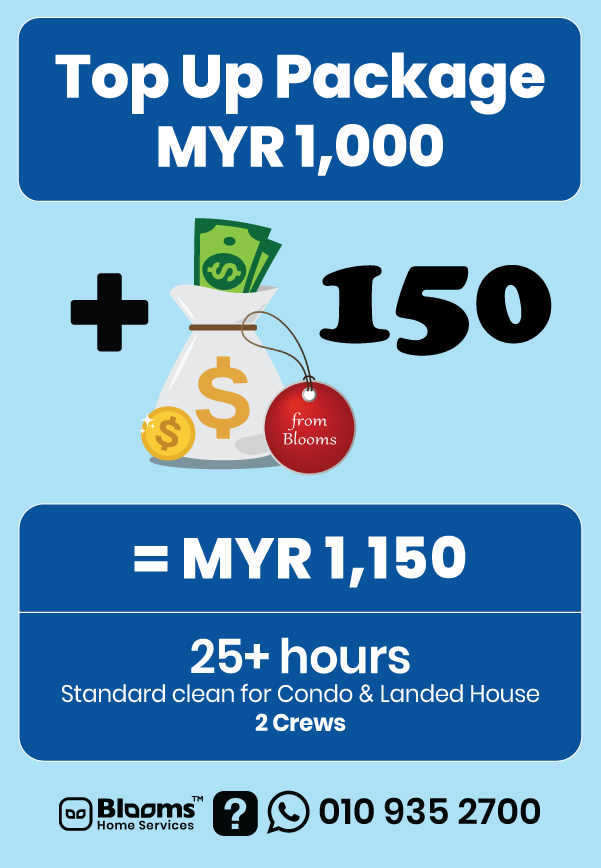 Top Up Package
MYR 1,000
+ 150
$
$
$
from
Blooms
= MYR 1,150
25+ hours
Standard clean for Condo & Landed House
2 Crews
Blooms™
Home Services
?
010 935 2700